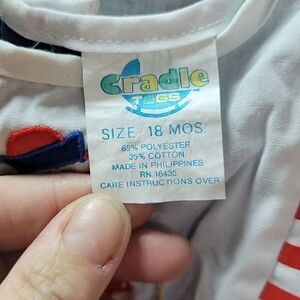 Cradle
TOGS
SIZE 18 MOS.
65% POLYESTER
35% COTTON
MADE IN PHILIPPINES
RN 16435
CARE INSTRUCTIONS OVER